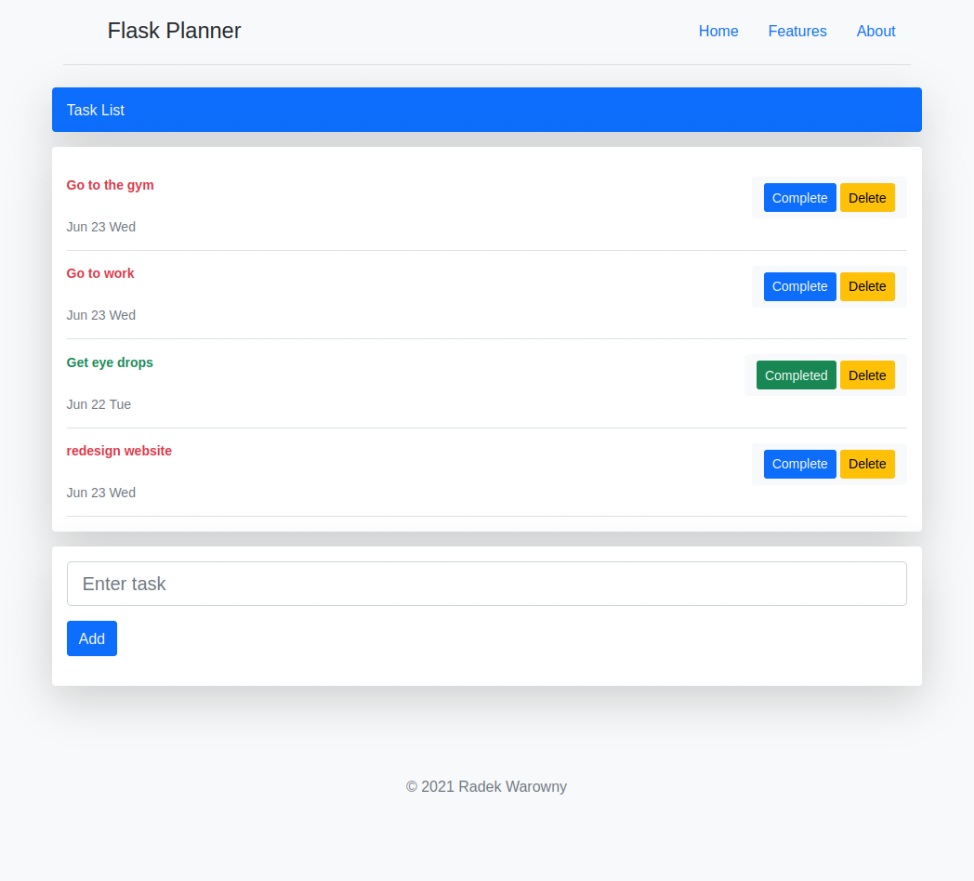 Flask Planner Home Features About
Task List
Go to the gym Complete Delete
Jun 23 Wed
Go to work Complete Delete
Jun 23 Wed
Get eye drops Completed Delete
Jun 22 Tue
redesign website Complete Delete
Jun 23 Wed
Enter task
Add
© 2021 Radek Warowny